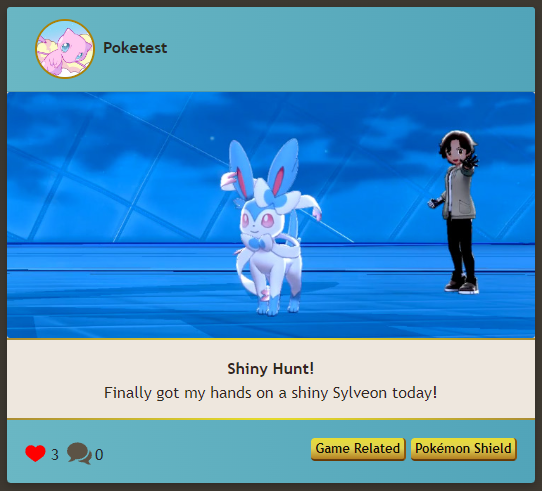 Poketest
Shiny Hunt!
Finally got my hands on a shiny Sylveon today!
3 0 Game Related Pokémon Shield